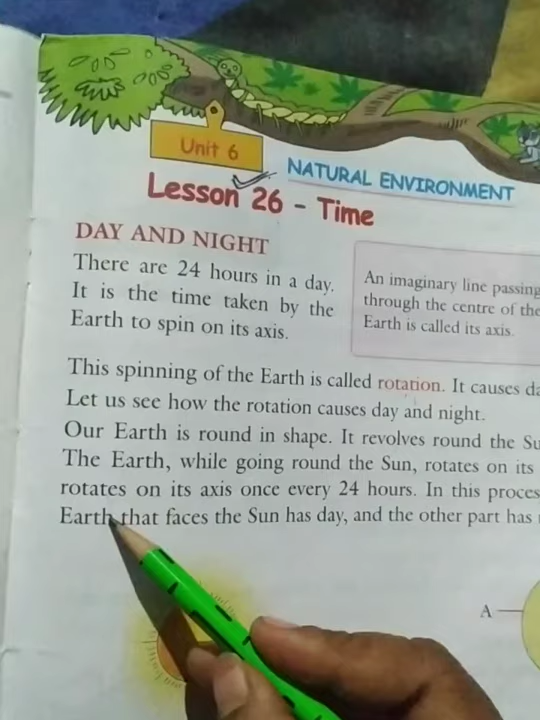 Unit 6
NATURAL ENVIRONMENT
Lesson 26 - Time
DAY AND NIGHT
There are 24 hours in a day.
It is the time taken by the
Earth to spin on its axis.
An imaginary line passing
through the centre of the
Earth is called its axis.
This spinning of the Earth is called rotation. It causes
Let us see how the rotation causes day and night.
Our Earth is round in shape. It revolves round the
The Earth, while going round the Sun, rotates on its
rotates on its axis once every 24 hours. In this
Earth that faces the Sun has day, and the other part has
A